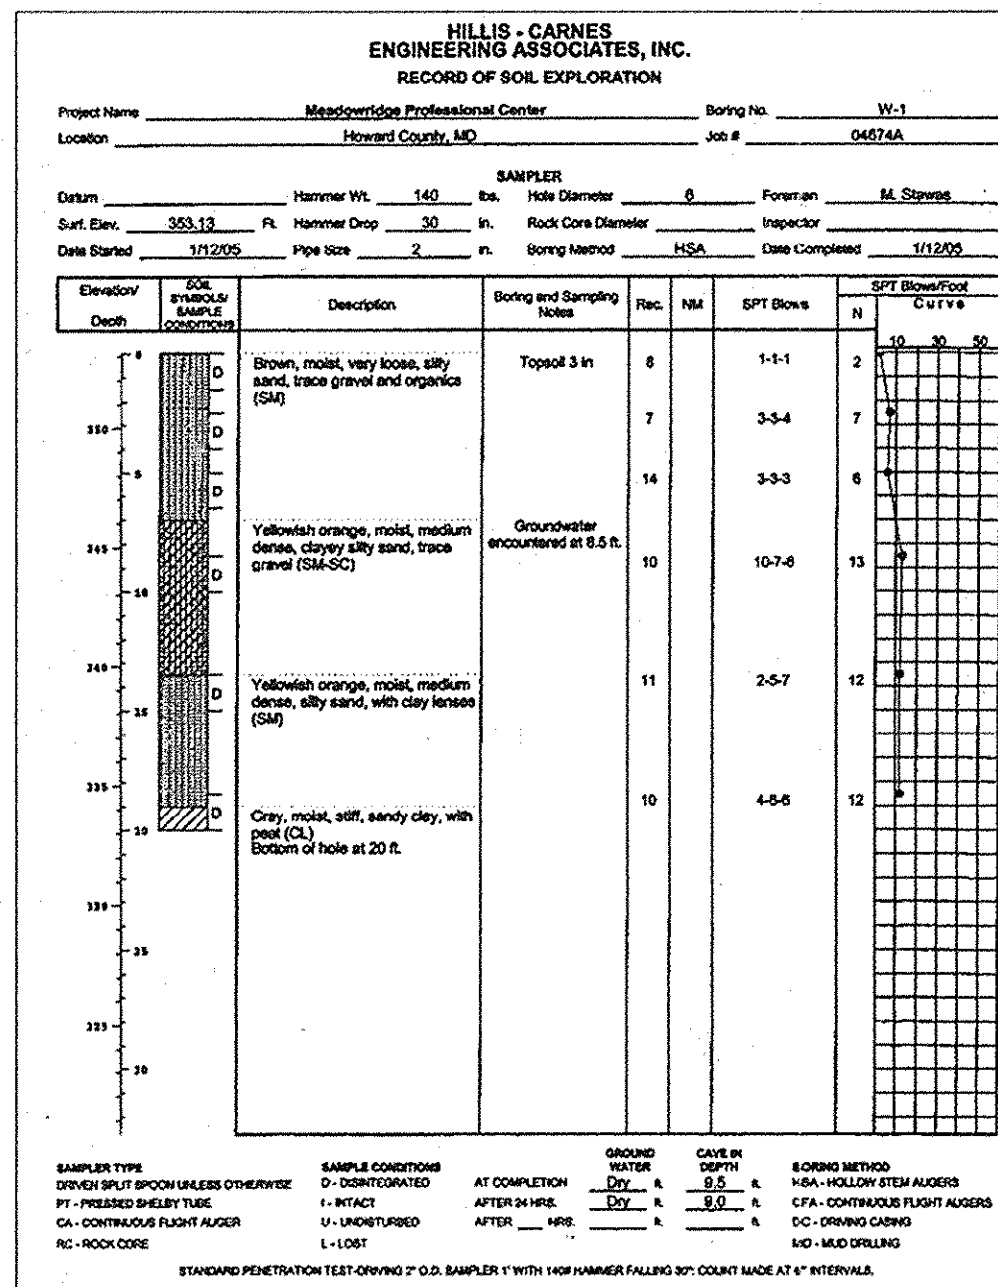 HILLIS - CARNES
ENGINEERING ASSOCIATES, INC.
RECORD OF SOIL EXPLORATION
Project Name Meadowridge Professional Center Boring No. W-1
Location Howard County, MD Job # 04674A
SAMPLER
Datum Hammer Wt. 140 lbs. Hole Diameter 6 Foreman M. Stawas
Surf. Elev. 353.13 Ft. Hammer Drop 30 in. Rock Core Diameter Inspector
Date Started 1/12/05 Pipe Size 2 in. Boring Method HSA Date Completed 1/12/05
Elevation/ Depth SOIL SYMBOLS/ SAMPLE CONDITIONS Description Boring and Sampling Notes Rec. NM SPT Blows SPT Blows/Foot
N Curve
10 30 50
0 D Brown, moist, very loose, silty Topsoil 3 in 8 1-1-1 2
sand, trace gravel and organics
(SM)
7 3-3-4 7
350 D
5 14 3-3-3 6
D
Yellowish orange, moist, medium Groundwater
dense, clayey silty sand, trace encountered at 8.5 ft.
gravel (SM-SC)
345 10 10-7-6 13
D
10
340
Yellowish orange, moist, medium 11 2-5-7 12
dense, silty sand, with clay lenses
(SM)
D
15
335
10 4-6-6 12
D Gray, moist, stiff, sandy clay, with
peat (CL)
Bottom of hole at 20 ft.
25
30
SAMPLER TYPE SAMPLE CONDITIONS GROUND WATER CAVE IN DEPTH BORING METHOD
DRIVEN SPLIT SPOON UNLESS OTHERWISE D - DISINTEGRATED AT COMPLETION Dry ft. 9.5 ft. HSA - HOLLOW STEM AUGERS
PT - PRESSED SHELBY TUBE I - INTACT AFTER 24 HRS. Dry ft. 9.0 ft. CFA - CONTINUOUS FLIGHT AUGERS
CA - CONTINUOUS FLIGHT AUGER U - UNDISTURBED AFTER HRS. ft. ft. DC - DRIVING CASING
RC - ROCK CORE L - LOST MD - MUD DRILLING
STANDARD PENETRATION TEST-DRIVING 2" O.D. SAMPLER 1' WITH 140# HAMMER FALLING 30": COUNT MADE AT 6" INTERVALS.